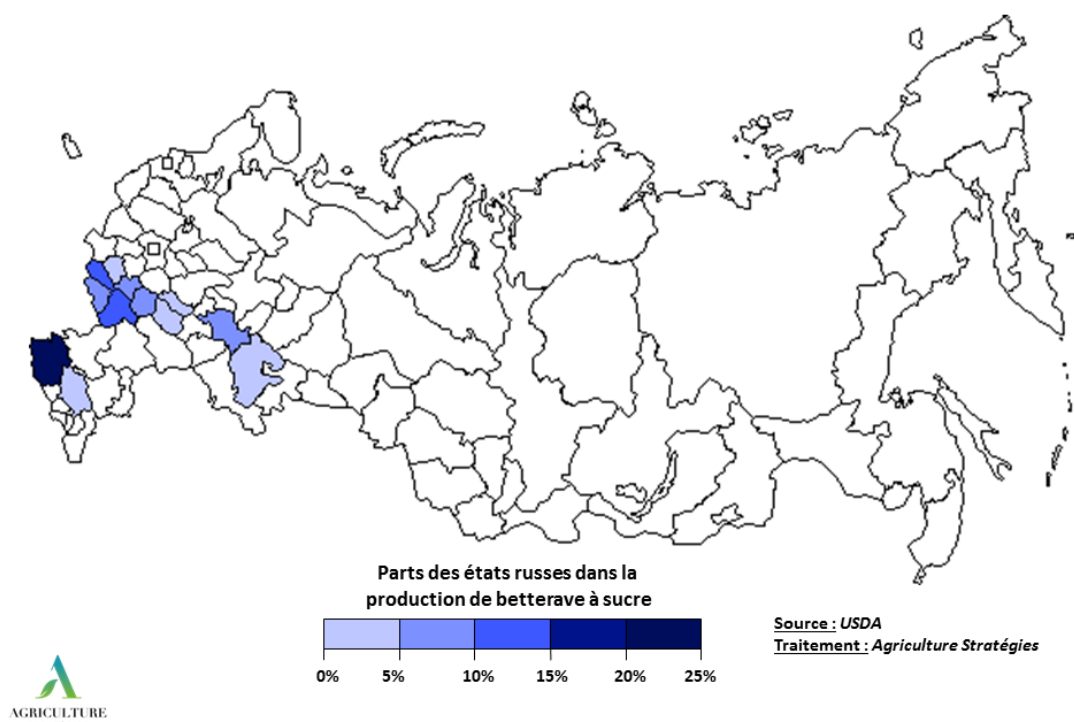 Parts des états russes dans la
production de betterave à sucre
0% 5% 10% 15% 20% 25%
Source : USDA
Traitement : Agriculture Stratégies
AGRICULTURE